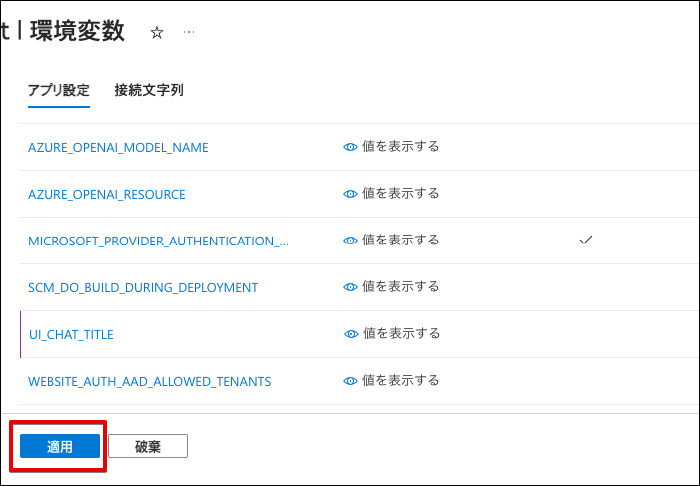 t | 環境変数 ☆ ...
アプリ設定 接続文字列
AZURE_OPENAI_MODEL_NAME 値を表示する
AZURE_OPENAI_RESOURCE 値を表示する
MICROSOFT_PROVIDER_AUTHENTICATION_... 値を表示する ✓
SCM_DO_BUILD_DURING_DEPLOYMENT 値を表示する
UI_CHAT_TITLE 値を表示する
WEBSITE_AUTH_AAD_ALLOWED_TENANTS 値を表示する
適用 破棄